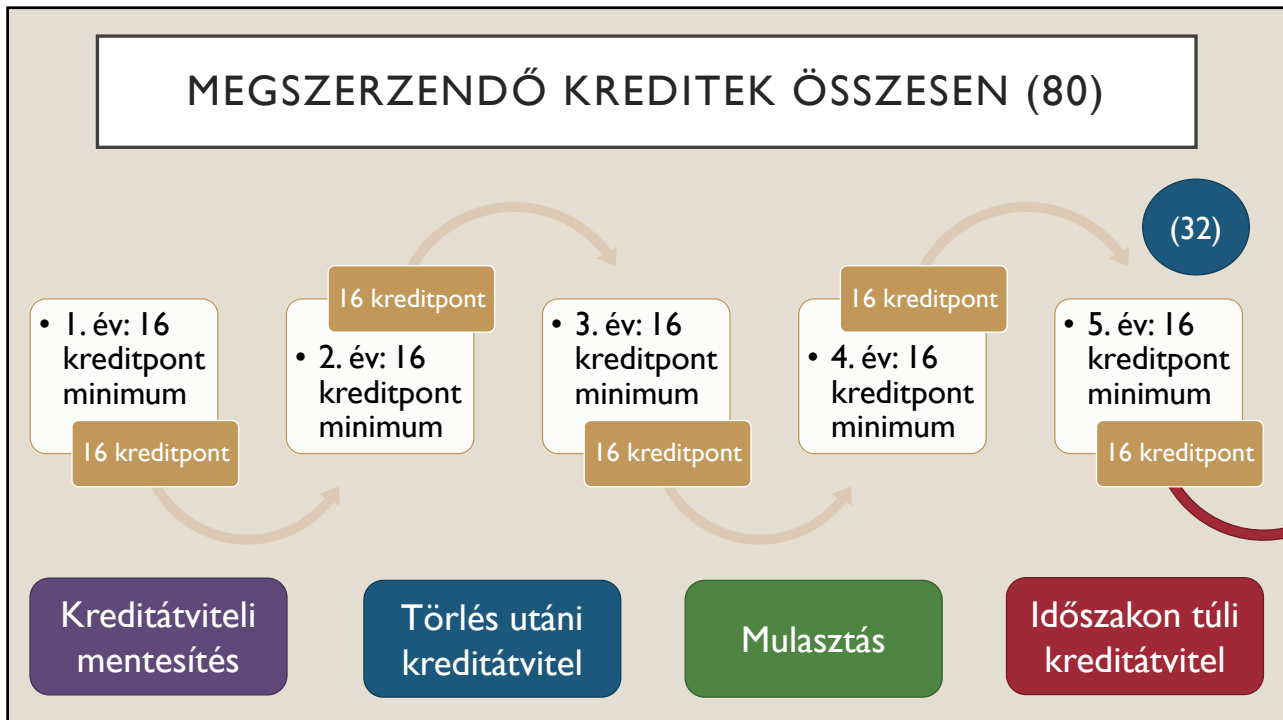 MEGSZERZENDŐ KREDITEK ÖSSZESEN (80)
(32)
• 1. év: 16
kreditpont
minimum
16 kreditpont
16 kreditpont
• 2. év: 16
kreditpont
minimum
• 3. év: 16
kreditpont
minimum
16 kreditpont
16 kreditpont
• 4. év: 16
kreditpont
minimum
• 5. év: 16
kreditpont
minimum
16 kreditpont
Kreditátviteli
mentesítés
Törlés utáni
kreditátvitel
Mulasztás
Időszakon túli
kreditátvitel